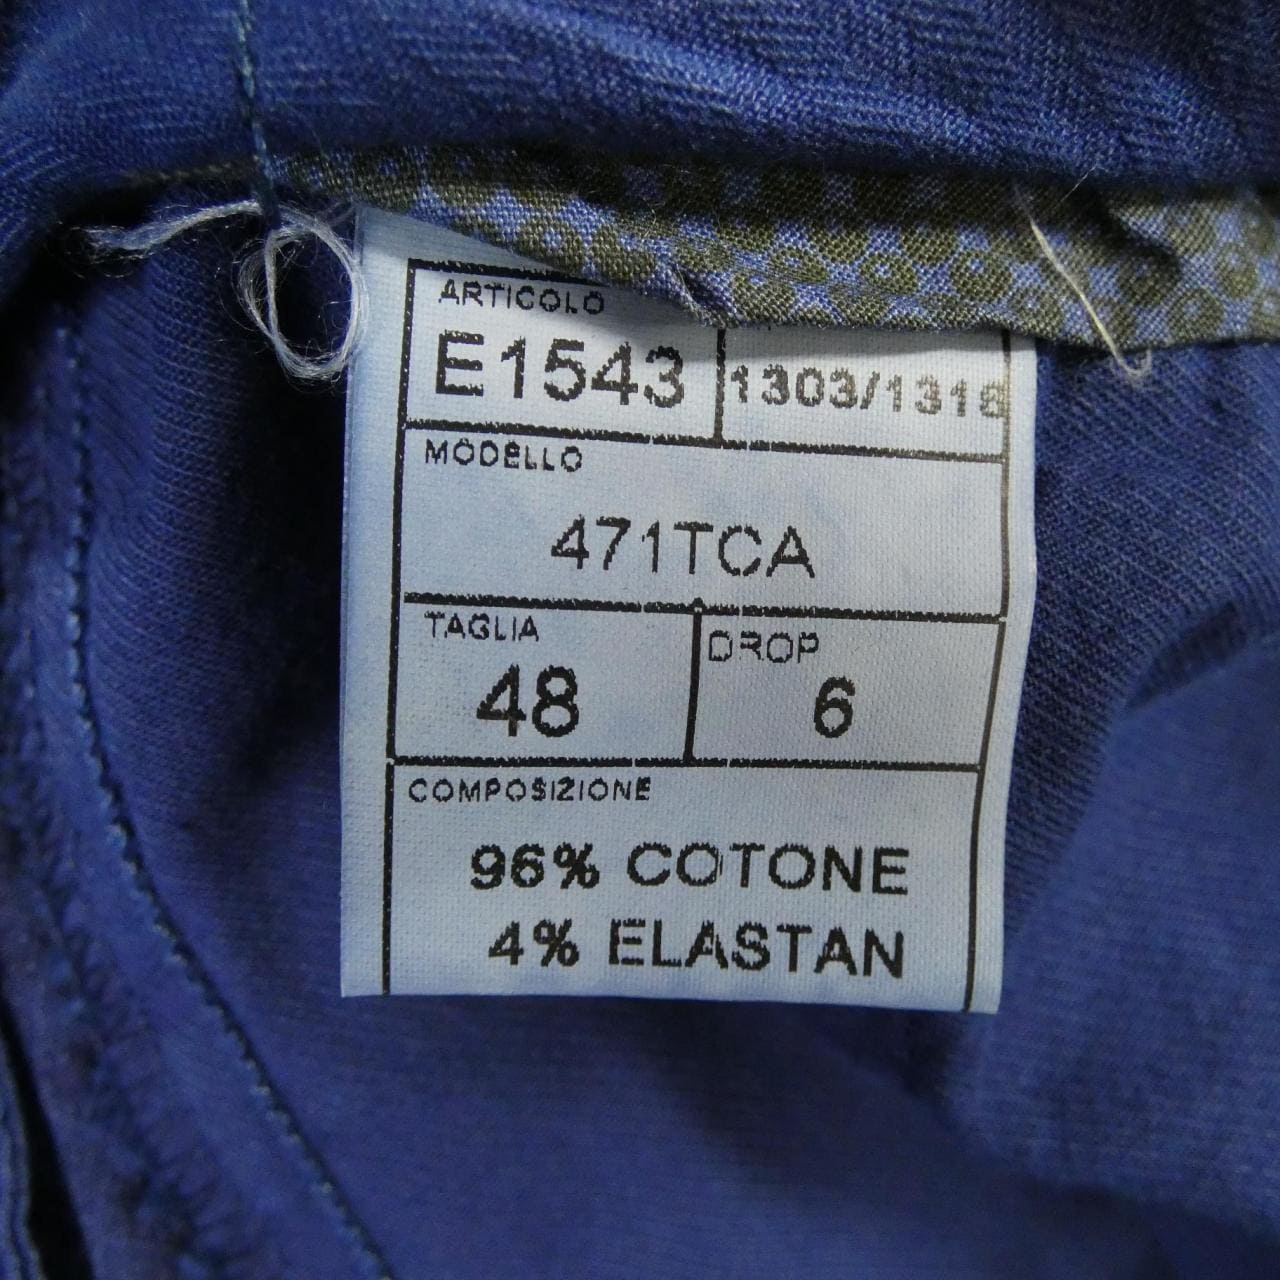 ARTICOLO
E1543 1303/1318
MODELLO
471TCA
TAGLIA DROP
48 6
COMPOSIZIONE
96% COTONE
4% ELASTAN